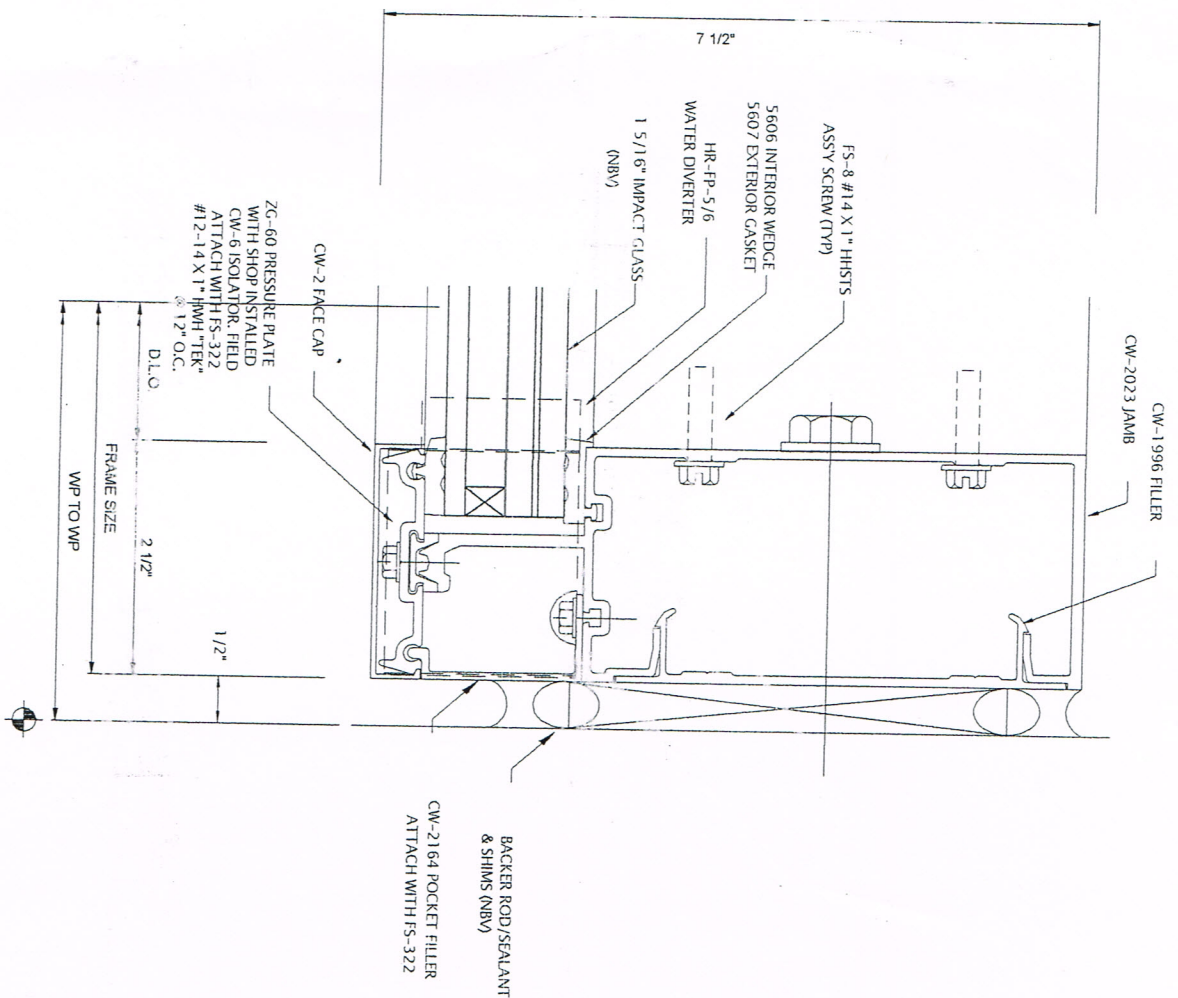 7 1/2"
CW-1996 FILLER
CW-2023 JAMB
FS-8 #14 X 1" HHSTS
ASS'Y SCREW (TYP)
5606 INTERIOR WEDGE
5607 EXTERIOR GASKET
HR-FP-5/6
WATER DIVERTER
1 5/16" IMPACT GLASS
(NBV)
CW-2 FACE CAP
ZG-60 PRESSURE PLATE
WITH SHOP INSTALLED
CW-6 ISOLATOR. FIELD
ATTACH WITH FS-322
#12-14 X 1" HWH "TEK"
@ 12" O.C.
D.L.O.
2 1/2"
1/2"
FRAME SIZE
WP TO WP
BACKER ROD/SEALANT
& SHIMS (NBV)
CW-2164 POCKET FILLER
ATTACH WITH FS-322